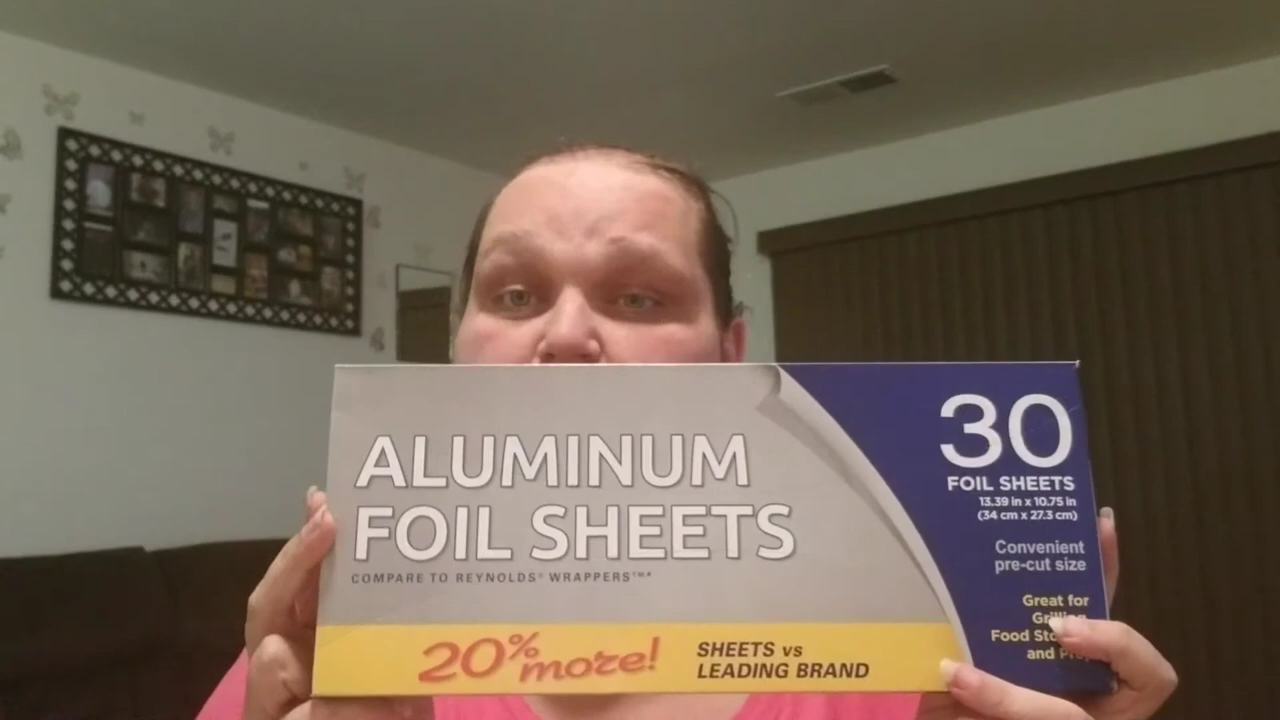 ALUMINUM
FOIL SHEETS
COMPARE TO REYNOLDS® WRAPPERS™*
20% more!
SHEETS vs
LEADING BRAND
30
FOIL SHEETS
13.39 in x 10.75 in
(34 cm x 27.3 cm)
Convenient
pre-cut size
Great for
Food
and